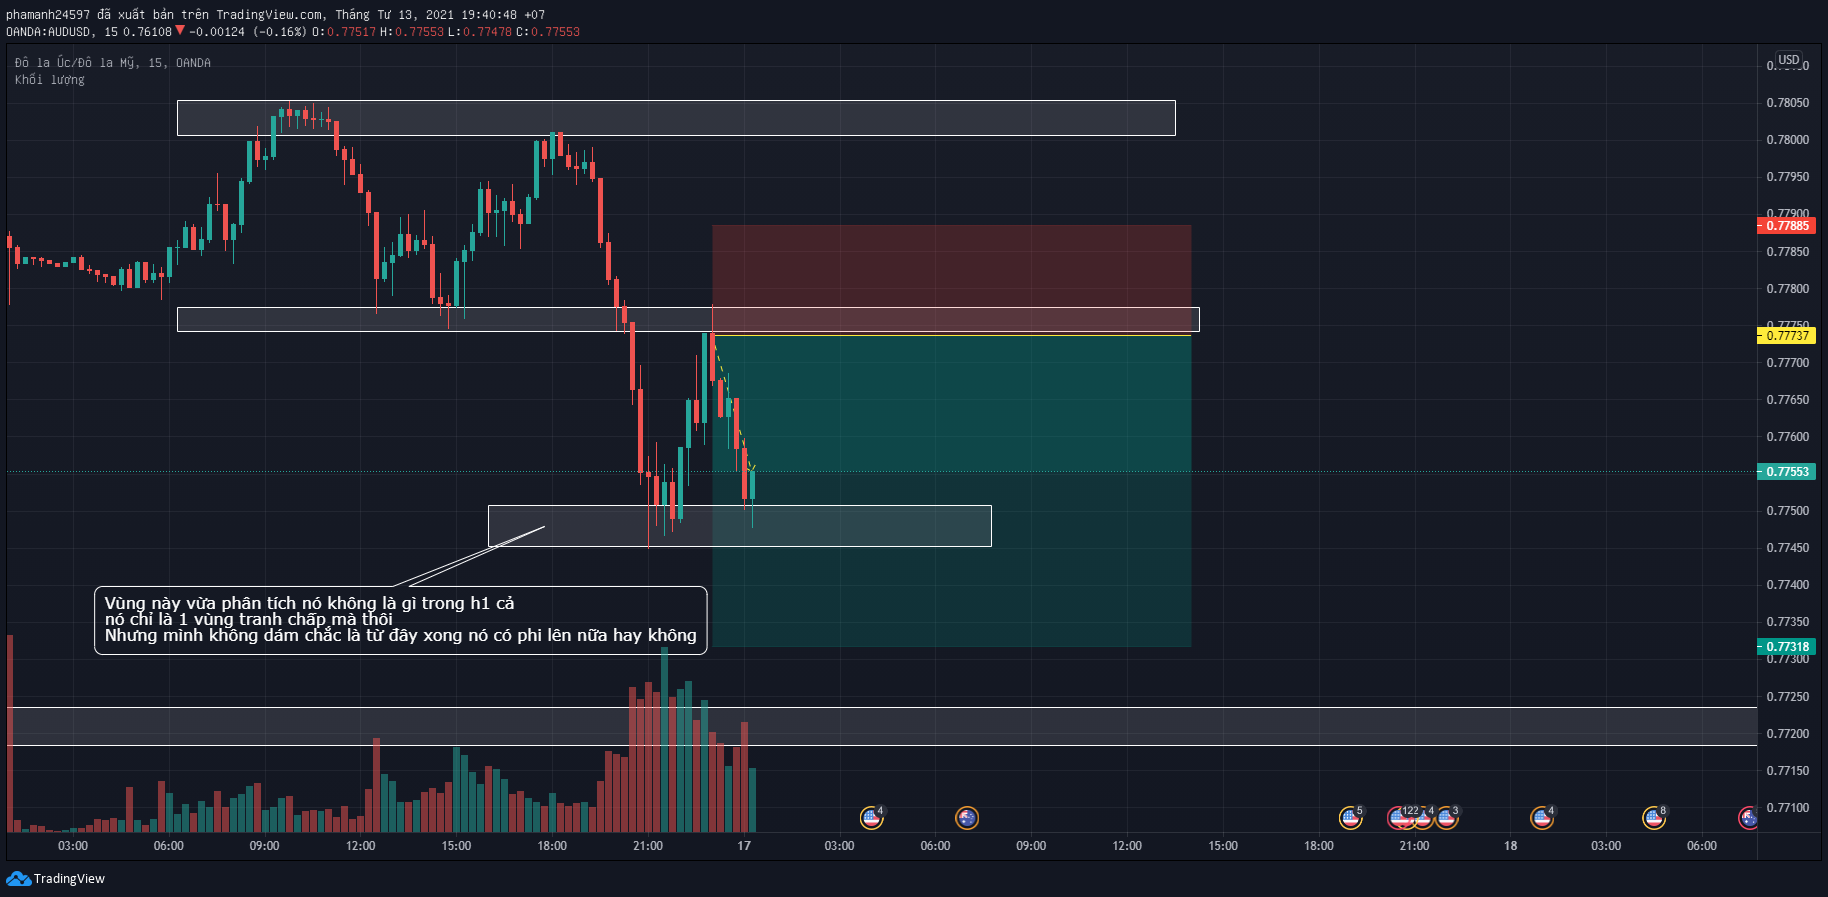 phamanh24597 đã xuất bản trên TradingView.com, Tháng Tư 13, 2021 19:40:48 +07
OANDA:AUDUSD, 15 0.76108 ▼ −0.00124 (−0.16%) O:0.77517 H:0.77553 L:0.77478 C:0.77553
Đô la Úc/Đô la Mỹ, 15, OANDA
Khối lượng
USD
0.78050
0.78000
0.77950
0.77900
0.77885
0.77850
0.77800
0.77750
0.77737
0.77700
0.77650
0.77600
0.77553
0.77500
0.77450
0.77400
0.77350
0.77318
0.77300
0.77250
0.77200
0.77150
0.77100
Vùng này vừa phân tích nó không là gì trong h1 cả
nó chỉ là 1 vùng tranh chấp mà thôi
Nhưng mình không dám chắc là từ đây xong nó có phi lên nữa hay không
4 5 122 4 3 4 8
03:00 06:00 09:00 12:00 15:00 18:00 21:00 17 03:00 06:00 09:00 12:00 15:00 18:00 21:00 18 03:00 06:00
TradingView